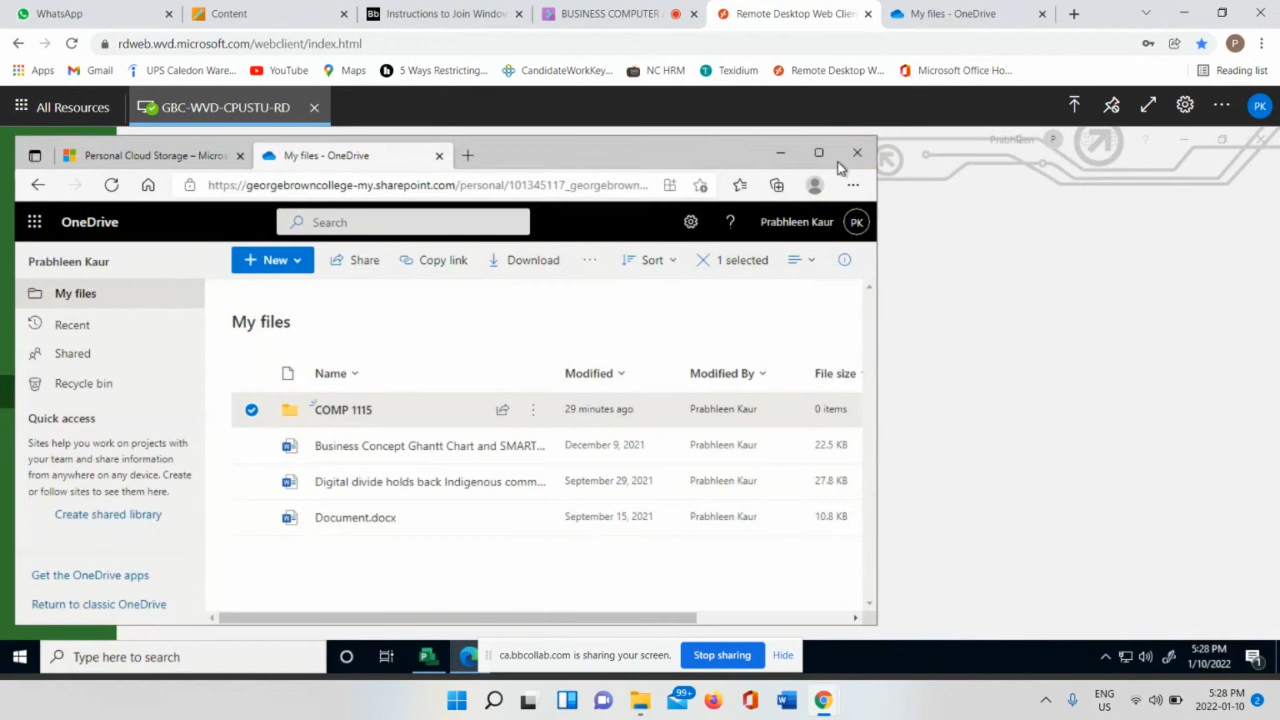 WhatsApp
Content
Bb Instructions to Join Window
BUSINESS COMPUTER
Remote Desktop Web Clien
My files - OneDrive
rdweb.wvd.microsoft.com/webclient/index.html
P
Apps
Gmail
UPS Caledon Ware...
YouTube
Maps
5 Ways Restricting...
CandidateWorkKey...
NC HRM
Texidium
Remote Desktop W...
Microsoft Office Ho...
Reading list
All Resources
GBC-WVD-CPUSTU-RD
PK
Prabhleen
P
Personal Cloud Storage – Micros
My files - OneDrive
https://georgebrowncollege-my.sharepoint.com/personal/101345117_georgebrown...
OneDrive
Search
?
Prabhleen Kaur
PK
Prabhleen Kaur
+ New
Share
Copy link
Download
...
Sort
1 selected
My files
Recent
Shared
Recycle bin
Quick access
Sites help you work on projects with
your team and share information
from anywhere on any device. Create
or follow sites to see them here.
Create shared library
Get the OneDrive apps
Return to classic OneDrive
My files
Name
Modified
Modified By
File size
COMP 1115
29 minutes ago
Prabhleen Kaur
0 items
Business Concept Ghantt Chart and SMART...
December 9, 2021
Prabhleen Kaur
22.5 KB
Digital divide holds back Indigenous comm...
September 29, 2021
Prabhleen Kaur
27.8 KB
Document.docx
September 15, 2021
Prabhleen Kaur
10.8 KB
Type here to search
ca.bbcollab.com is sharing your screen.
Stop sharing
Hide
5:28 PM
1/10/2022
1
99+
ENG
US
5:28 PM
2022-01-10
2